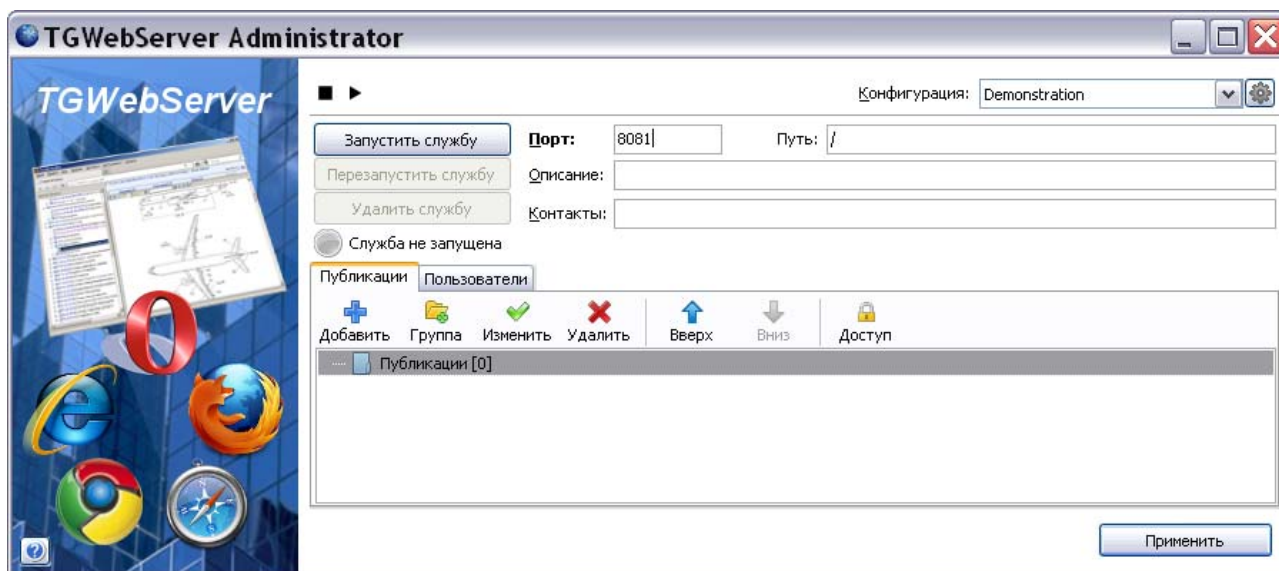 TGWebServer Administrator
TGWebServer
Конфигурация: Demonstration
Запустить службу
Порт: 8081
Путь: /
Перезапустить службу
Описание:
Удалить службу
Контакты:
Служба не запущена
Публикации Пользователи
Добавить Группа Изменить Удалить Вверх Вниз Доступ
Публикации [0]
Применить